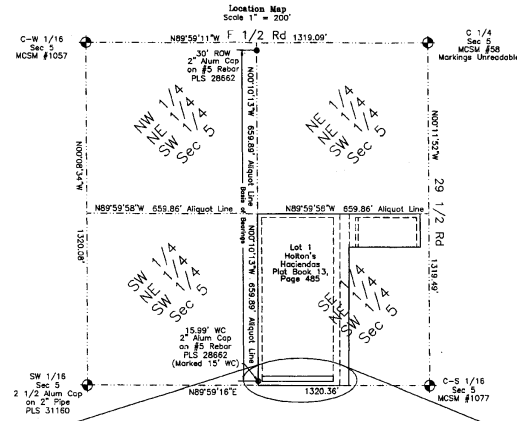 Location Map
Scale 1" = 200'
C-W 1/16
Sec 5
MCSM #1057
N89°59'11"W
F 1/2 Rd
1319.09'
C 1/4
Sec 5
MCSM #58
Markings Unreadable
30' ROW
2" Alum Cap
on #5 Rebar
PLS 28662
NW 1/4
NE 1/4
SW 1/4
Sec 5
NE 1/4
NE 1/4
SW 1/4
Sec 5
N00°08'34"W
1320.08'
N00°10'13"W 659.89' Aliquot Line
Basis of Bearings
N00°11'52"W
29 1/2 Rd
1319.49'
N89°59'58"W 659.86' Aliquot Line
N89°59'58"W 659.86' Aliquot Line
SW 1/4
NE 1/4
SW 1/4
Sec 5
N00°10'13"W 659.89' Aliquot Line
Lot 1
Holton's
Haciendas
Plat Book 13,
Page 485
SE 1/4
NE 1/4
SW 1/4
Sec 5
15.99' WC
2" Alum Cap
on #5 Rebar
PLS 28662
(Marked 15' WC)
SW 1/16
Sec 5
2 1/2 Alum Cap
on 2" Pipe
PLS 31160
N89°59'16"E
1320.36'
C-S 1/16
Sec 5
MCSM #1077